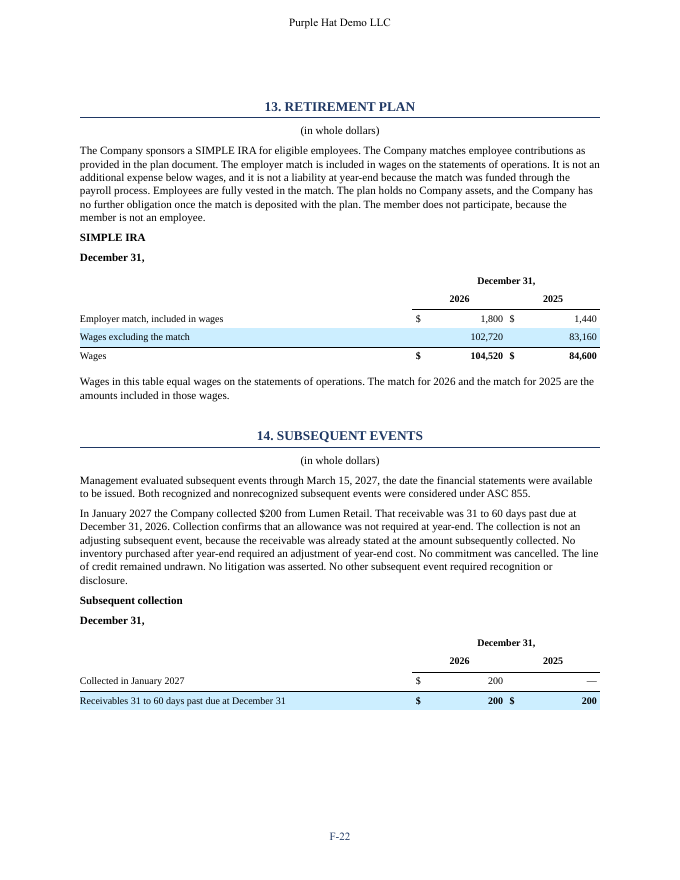 Purple Hat Demo LLC
13. RETIREMENT PLAN
(in whole dollars)
The Company sponsors a SIMPLE IRA for eligible employees. The Company matches employee contributions as
provided in the plan document. The employer match is included in wages on the statements of operations. It is not an
additional expense below wages, and it is not a liability at year-end because the match was funded through the
payroll process. Employees are fully vested in the match. The plan holds no Company assets, and the Company has
no further obligation once the match is deposited with the plan. The member does not participate, because the
member is not an employee.
SIMPLE IRA
December 31,
December 31,
2026 2025
Employer match, included in wages $ 1,800 $ 1,440
Wages excluding the match 102,720 83,160
Wages $ 104,520 $ 84,600
Wages in this table equal wages on the statements of operations. The match for 2026 and the match for 2025 are the
amounts included in those wages.
14. SUBSEQUENT EVENTS
(in whole dollars)
Management evaluated subsequent events through March 15, 2027, the date the financial statements were available
to be issued. Both recognized and nonrecognized subsequent events were considered under ASC 855.
In January 2027 the Company collected $200 from Lumen Retail. That receivable was 31 to 60 days past due at
December 31, 2026. Collection confirms that an allowance was not required at year-end. The collection is not an
adjusting subsequent event, because the receivable was already stated at the amount subsequently collected. No
inventory purchased after year-end required an adjustment of year-end cost. No commitment was cancelled. The line
of credit remained undrawn. No litigation was asserted. No other subsequent event required recognition or
disclosure.
Subsequent collection
December 31,
December 31,
2026 2025
Collected in January 2027 $ 200 —
Receivables 31 to 60 days past due at December 31 $ 200 $ 200
F-22